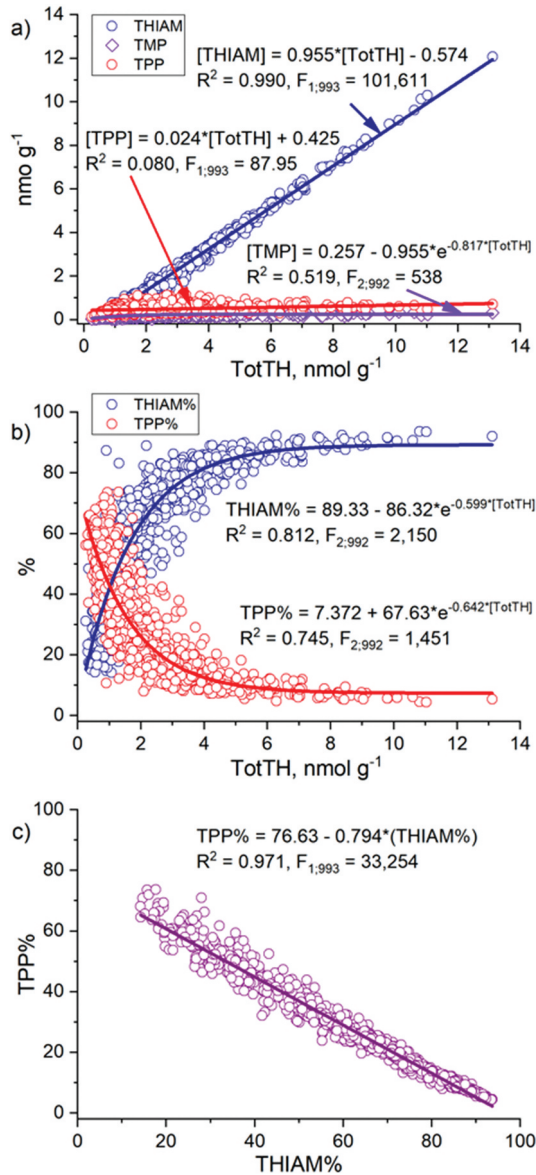 a)
THIAM
TMP
TPP
[THIAM] = 0.955*[TotTH] - 0.574
R² = 0.990, F₁;₉₉₃ = 101,611
[TPP] = 0.024*[TotTH] + 0.425
R² = 0.080, F₁;₉₉₃ = 87.95
[TMP] = 0.257 - 0.955*e^-0.817*[TotTH]
R² = 0.519, F₂;₉₉₂ = 538
nmol g⁻¹
14
12
10
8
6
4
2
0
0 2 4 6 8 10 12 14
TotTH, nmol g⁻¹
b)
THIAM%
TPP%
THIAM% = 89.33 - 86.32*e^-0.599*[TotTH]
R² = 0.812, F₂;₉₉₂ = 2,150
TPP% = 7.372 + 67.63*e^-0.642*[TotTH]
R² = 0.745, F₂;₉₉₂ = 1,451
%
100
80
60
40
20
0
0 2 4 6 8 10 12 14
TotTH, nmol g⁻¹
c)
TPP% = 76.63 - 0.794*(THIAM%)
R² = 0.971, F₁;₉₉₃ = 33,254
TPP%
100
80
60
40
20
0
0 20 40 60 80 100
THIAM%